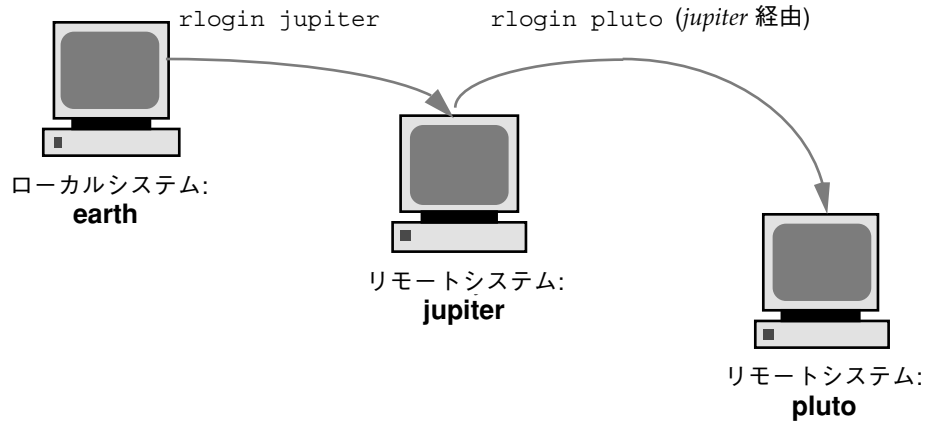 rlogin jupiter
rlogin pluto (jupiter 経由)
ローカルシステム:
earth
リモートシステム:
jupiter
リモートシステム:
pluto